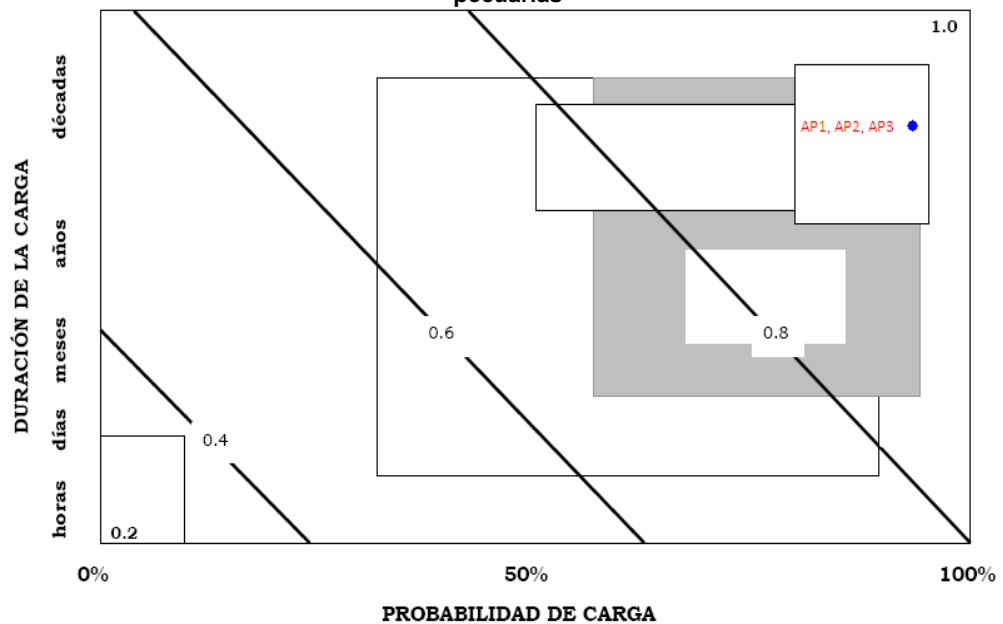 pecuarias
1.0
DURACIÓN DE LA CARGA
décadas
años
meses
días
horas
AP1, AP2, AP3
0.6
0.8
0.4
0.2
0%
50%
100%
PROBABILIDAD DE CARGA